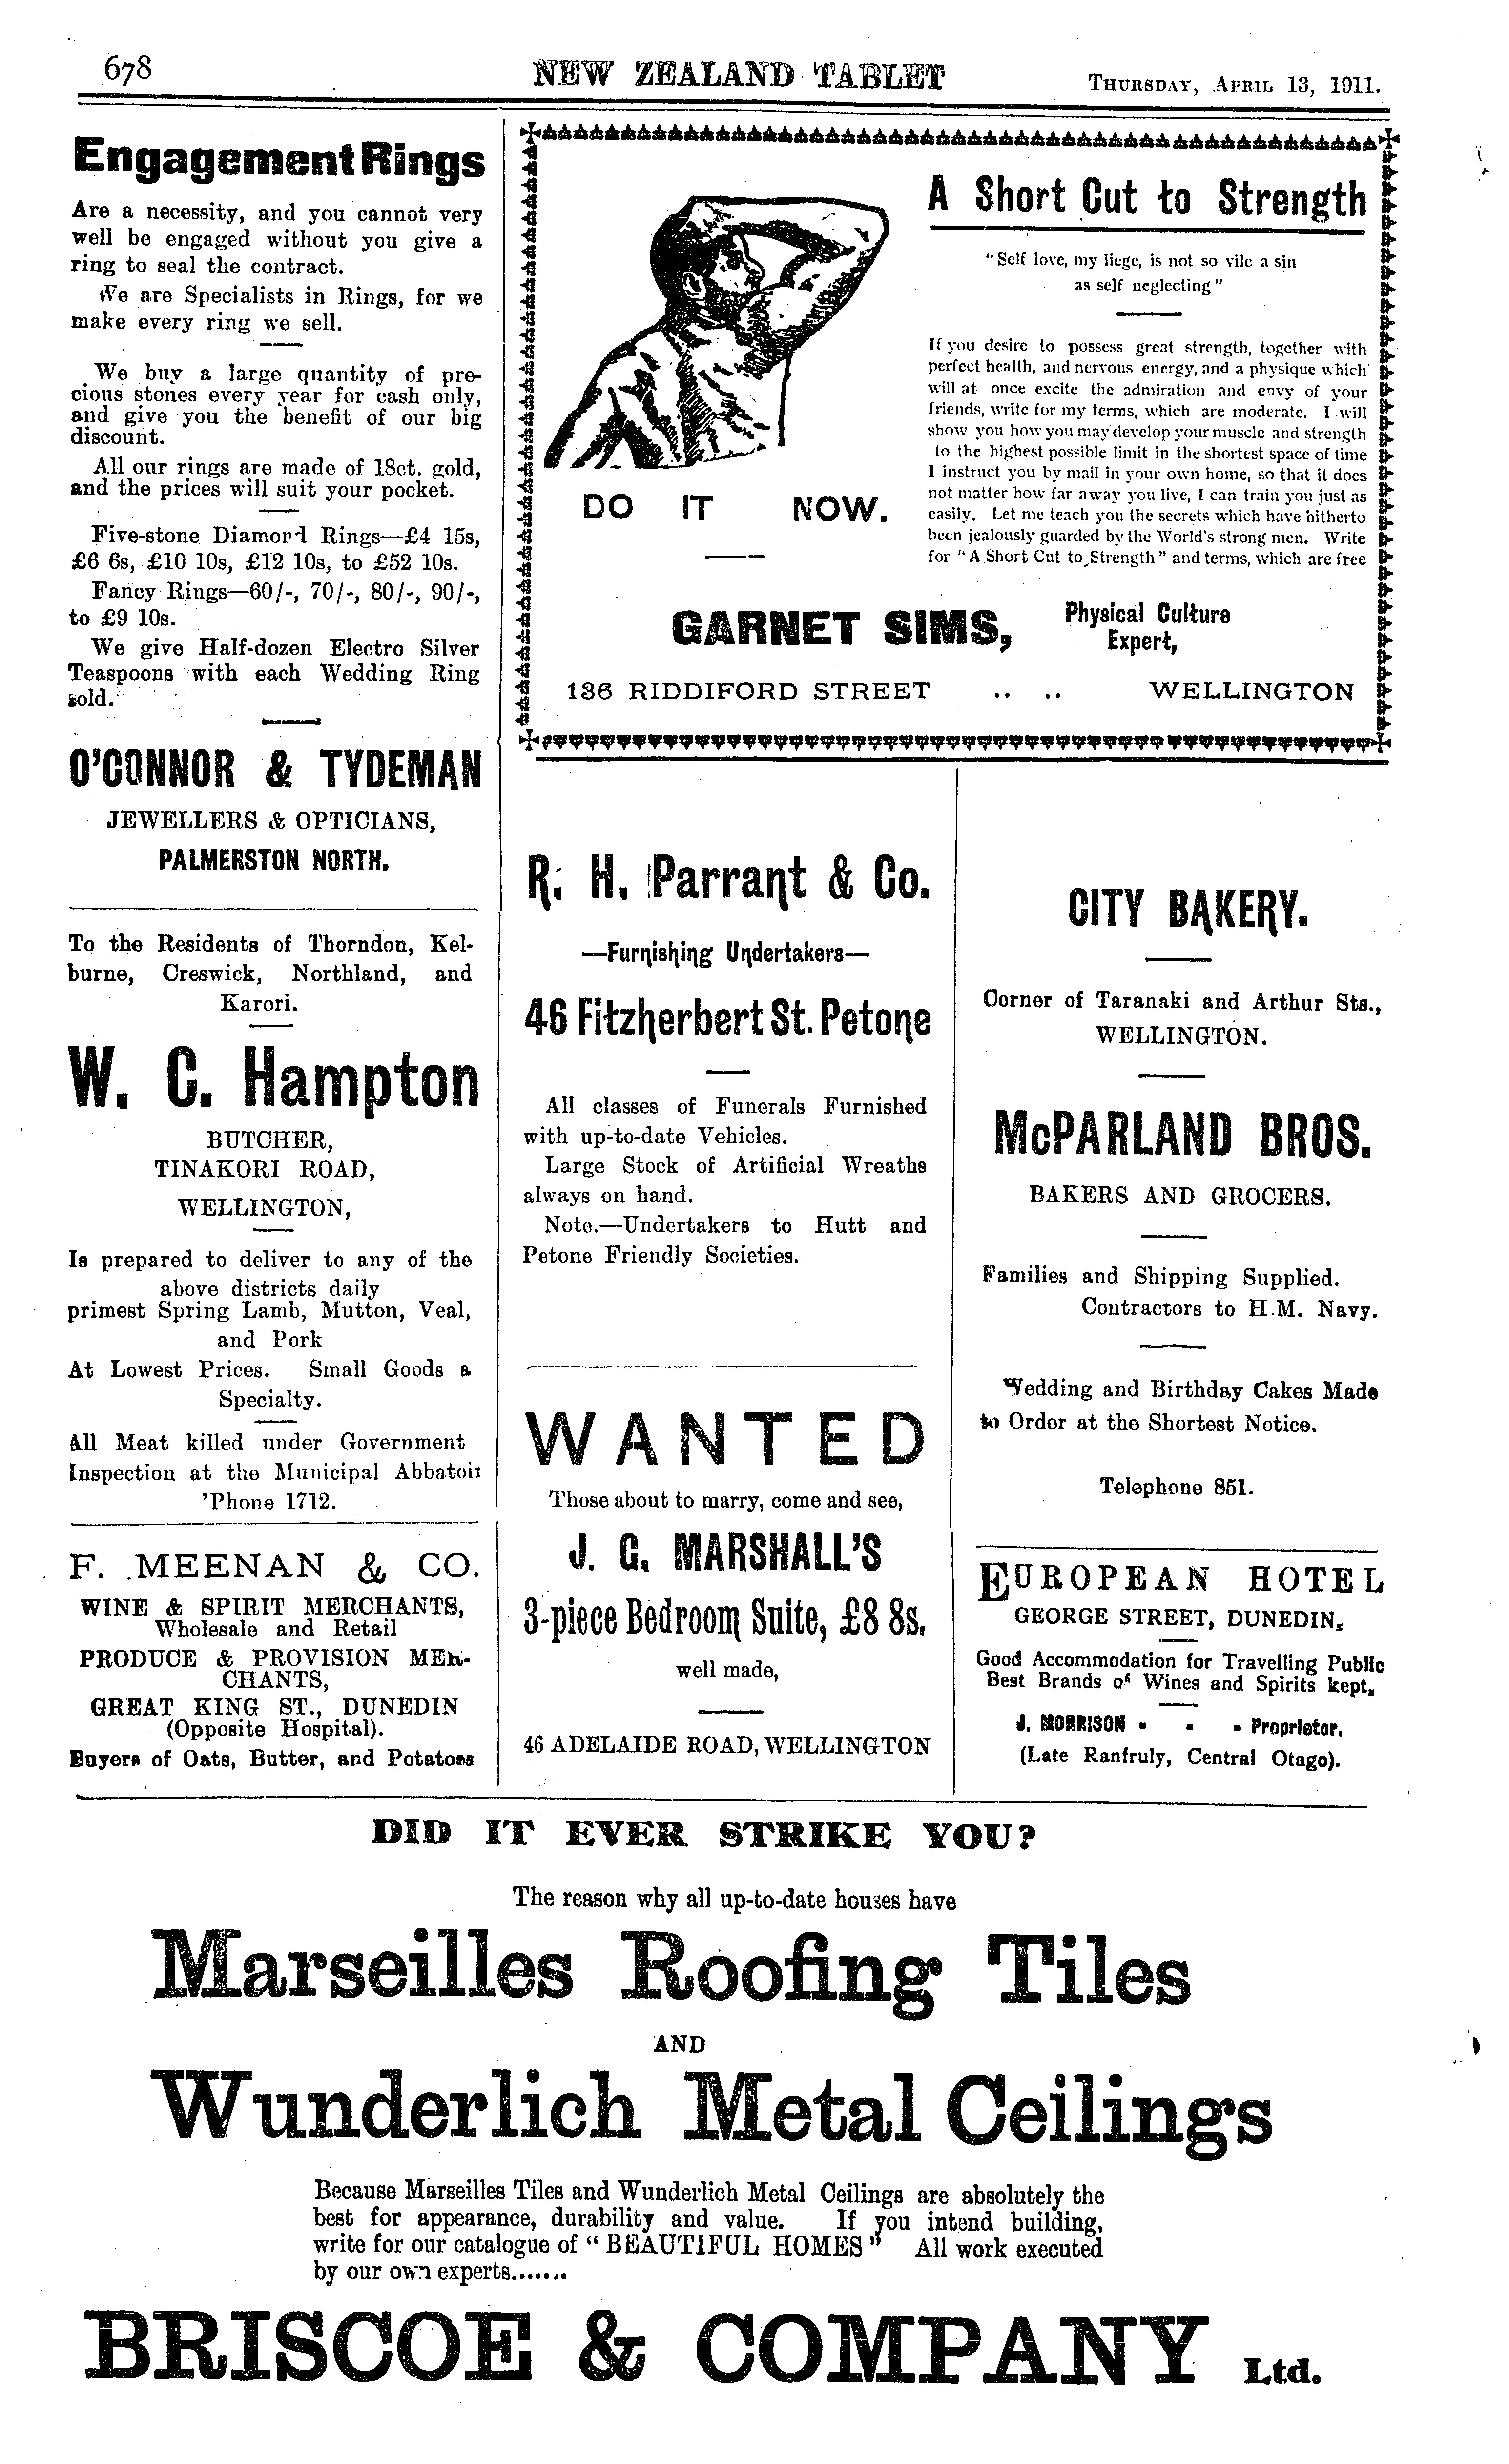 678
NEW ZEALAND TABLET
THURSDAY, APRIL 13, 1911.
Engagement Rings
Are a necessity, and you cannot very
well be engaged without you give a
ring to seal the contract.
We are Specialists in Rings, for we
make every ring we sell.
We buy a large quantity of pre-
cious stones every year for cash only,
and give you the benefit of our big
discount.
All our rings are made of 18ct. gold,
and the prices will suit your pocket.
Five-stone Diamond Rings—£4 15s,
£6 6s, £10 10s, £12 10s, to £52 10s.
Fancy Rings—60/-, 70/-, 80/-, 90/-,
to £9 10s.
We give Half-dozen Electro Silver
Teaspoons with each Wedding Ring
sold.
O'CONNOR & TYDEMAN
JEWELLERS & OPTICIANS,
PALMERSTON NORTH.
To the Residents of Thorndon, Kel-
burne, Creswick, Northland, and
Karori.
W. C. Hampton
BUTCHER,
TINAKORI ROAD,
WELLINGTON,
Is prepared to deliver to any of the
above districts daily
primest Spring Lamb, Mutton, Veal,
and Pork
At Lowest Prices. Small Goods a
Specialty.
All Meat killed under Government
Inspection at the Municipal Abbatoir
'Phone 1712.
F. MEENAN & CO.
WINE & SPIRIT MERCHANTS,
Wholesale and Retail
PRODUCE & PROVISION MER-
CHANTS,
GREAT KING ST., DUNEDIN
(Opposite Hospital).
Buyers of Oats, Butter, and Potatoes
A Short Cut to Strength
"Self love, my liege, is not so vile a sin
as self neglecting"
If you desire to possess great strength, together with
perfect health, and nervous energy, and a physique which
will at once excite the admiration and envy of your
friends, write for my terms, which are moderate. I will
show you how you may develop your muscle and strength
to the highest possible limit in the shortest space of time
I instruct you by mail in your own home, so that it does
not matter how far away you live, I can train you just as
easily. Let me teach you the secrets which have hitherto
been jealously guarded by the World's strong men. Write
for "A Short Cut to Strength" and terms, which are free
DO IT NOW.
GARNET SIMS,
Physical Culture
Expert,
136 RIDDIFORD STREET .. .. WELLINGTON
R. H. Parrant & Co.
—Furnishing Undertakers—
46 Fitzherbert St. Petone
All classes of Funerals Furnished
with up-to-date Vehicles.
Large Stock of Artificial Wreaths
always on hand.
Note.—Undertakers to Hutt and
Petone Friendly Societies.
WANTED
Those about to marry, come and see,
J. G. MARSHALL'S
3-piece Bedroom Suite, £8 8s.
well made,
46 ADELAIDE ROAD, WELLINGTON
CITY BAKERY.
Corner of Taranaki and Arthur Sts.,
WELLINGTON.
McPARLAND BROS.
BAKERS AND GROCERS.
Families and Shipping Supplied.
Contractors to H.M. Navy.
Wedding and Birthday Cakes Made
to Order at the Shortest Notice.
Telephone 851.
EUROPEAN HOTEL
GEORGE STREET, DUNEDIN.
Good Accommodation for Travelling Public
Best Brands of Wines and Spirits kept.
J. MORRISON - - - Proprietor.
(Late Ranfruly, Central Otago).
DID IT EVER STRIKE YOU?
The reason why all up-to-date houses have
Marseilles Roofing Tiles
AND
Wunderlich Metal Ceilings
Because Marseilles Tiles and Wunderlich Metal Ceilings are absolutely the
best for appearance, durability and value. If you intend building,
write for our catalogue of "BEAUTIFUL HOMES" All work executed
by our own experts.......
BRISCOE & COMPANY Ltd.